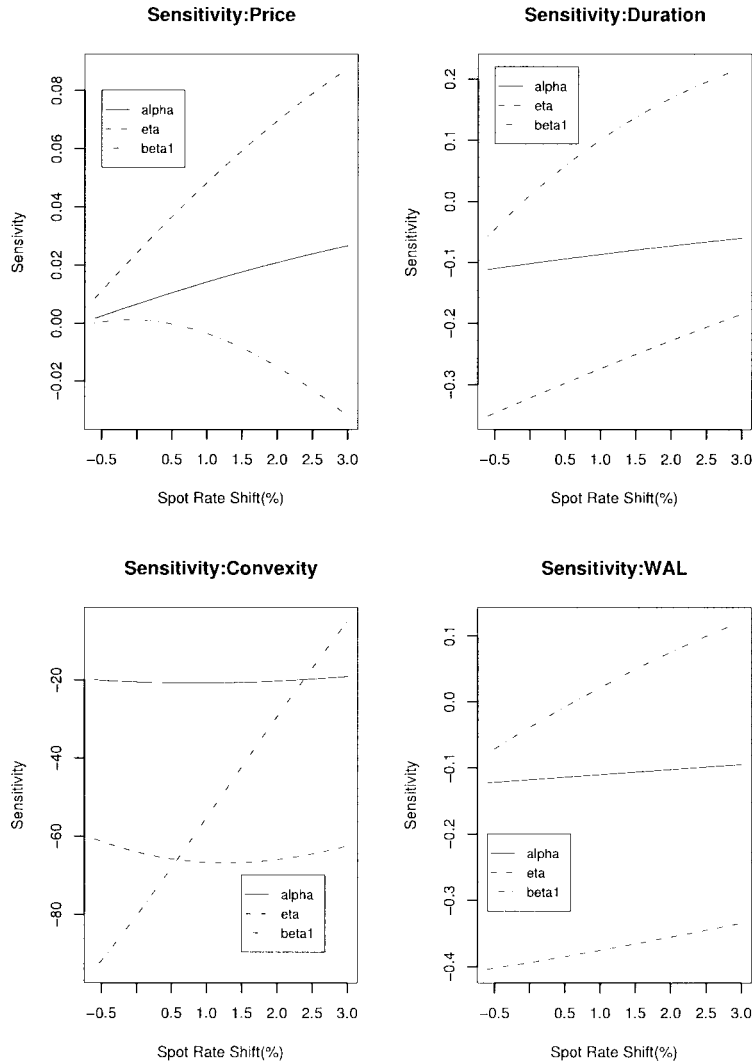 Sensitivity:Price
0.08
0.06
0.04
0.02
0.00
−0.02
Sensivity
alpha
eta
beta1
−0.5 0.5 1.0 1.5 2.0 2.5 3.0
Spot Rate Shift(%)
Sensitivity:Duration
0.2
0.1
0.0
−0.1
−0.2
−0.3
Sensitivity
alpha
eta
beta1
−0.5 0.5 1.0 1.5 2.0 2.5 3.0
Spot Rate Shift(%)
Sensitivity:Convexity
−20
−40
−60
−80
Sensitivity
alpha
eta
beta1
−0.5 0.5 1.0 1.5 2.0 2.5 3.0
Spot Rate Shift(%)
Sensitivity:WAL
0.1
0.0
−0.1
−0.2
−0.3
−0.4
Sensitivity
alpha
eta
beta1
−0.5 0.5 1.0 1.5 2.0 2.5 3.0
Spot Rate Shift(%)